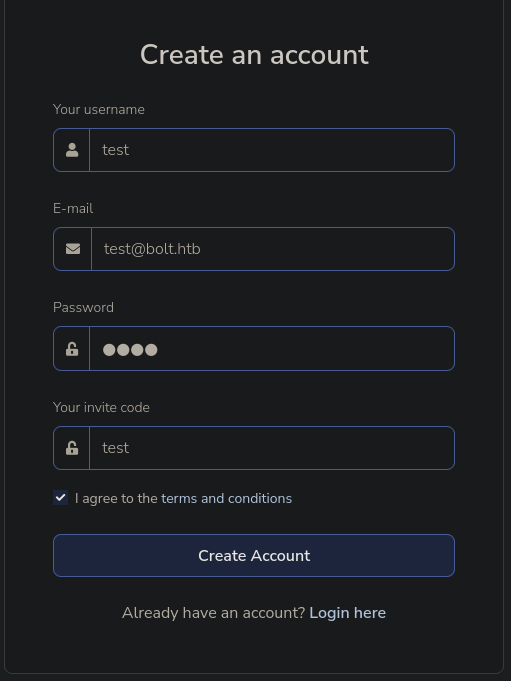 Create an account
Your username
test
E-mail
test@bolt.htb
Password
●●●●
Your invite code
test
I agree to the terms and conditions
Create Account
Already have an account? Login here